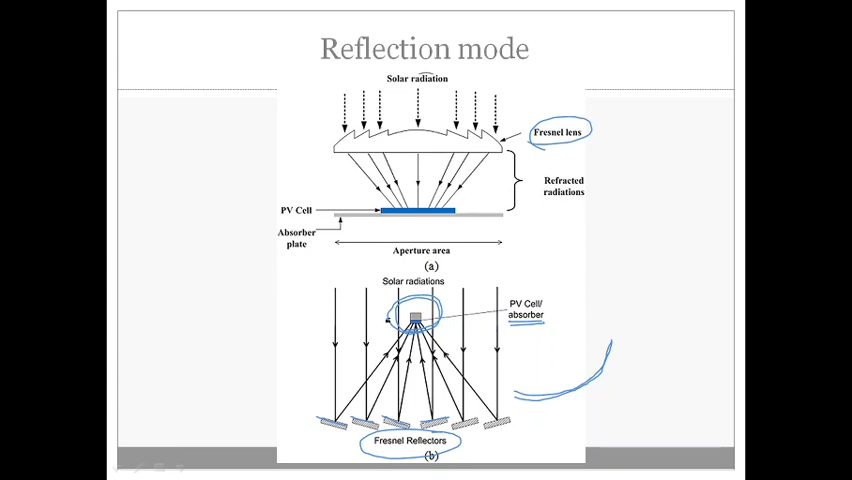 Reflection mode
Solar radiation
Fresnel lens
Refracted
radiations
PV Cell
Absorber
plate
Aperture area
(a)
Solar radiations
PV Cell/
absorber
Fresnel Reflectors
(b)